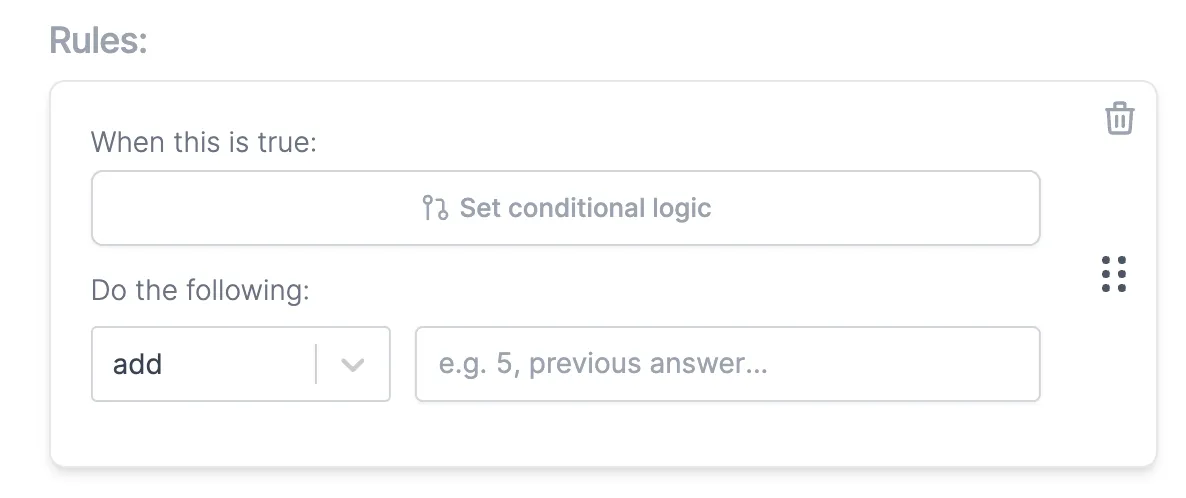 Rules:
When this is true:
Set conditional logic
Do the following:
add
e.g. 5, previous answer...